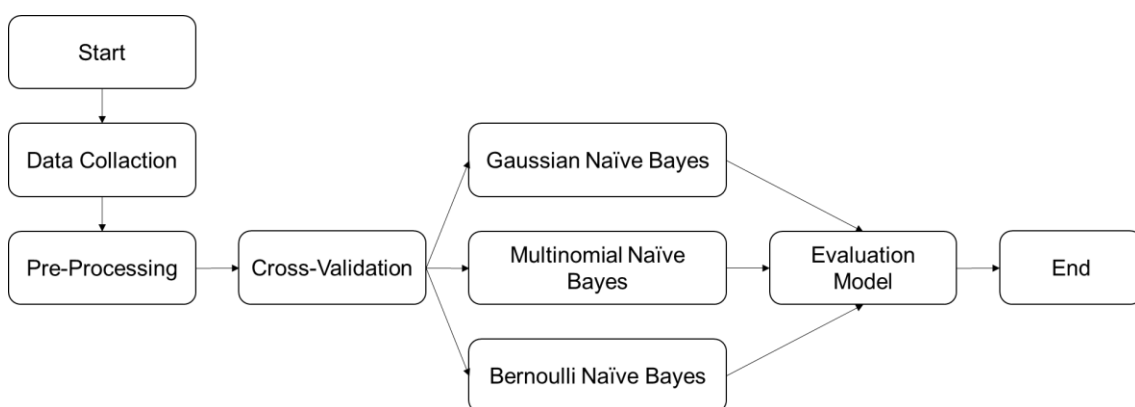 Start
Data Collaction
Pre-Processing
Cross-Validation
Gaussian Naïve Bayes
Multinomial Naïve
Bayes
Bernoulli Naïve Bayes
Evaluation
Model
End